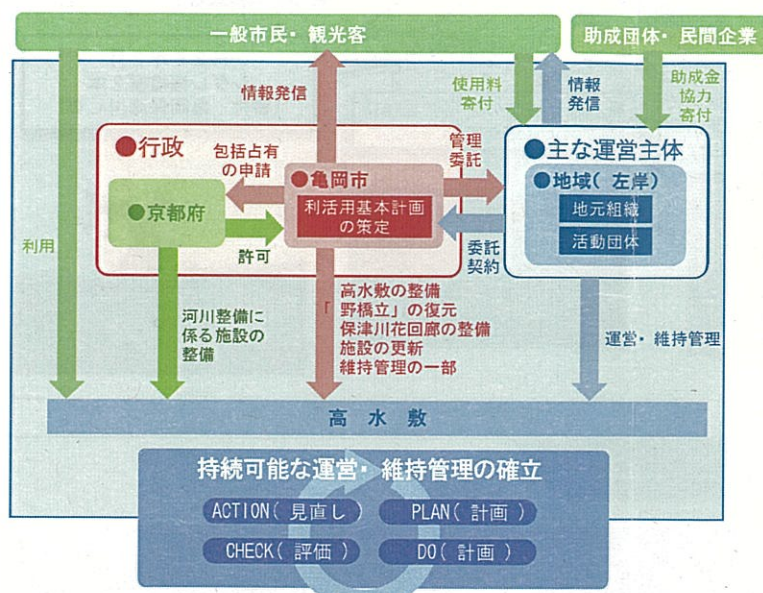 一般市民・観光客
助成団体・民間企業
情報発信
使用料
寄付
情報
発信
助成金
協力
寄付
●行政
包括占有
の申請
●亀岡市
利活用基本計画
の策定
管理
委託
●主な運営主体
●地域（左岸）
地元組織
活動団体
●京都府
許可
委託
契約
利用
河川整備に
係る施設の
整備
高水敷の整備
「野橋立」の復元
保津川花回廊の整備
施設の更新
維持管理の一部
運営・維持管理
高水敷
持続可能な運営・維持管理の確立
ACTION（見直し）
PLAN（計画）
CHECK（評価）
DO（計画）